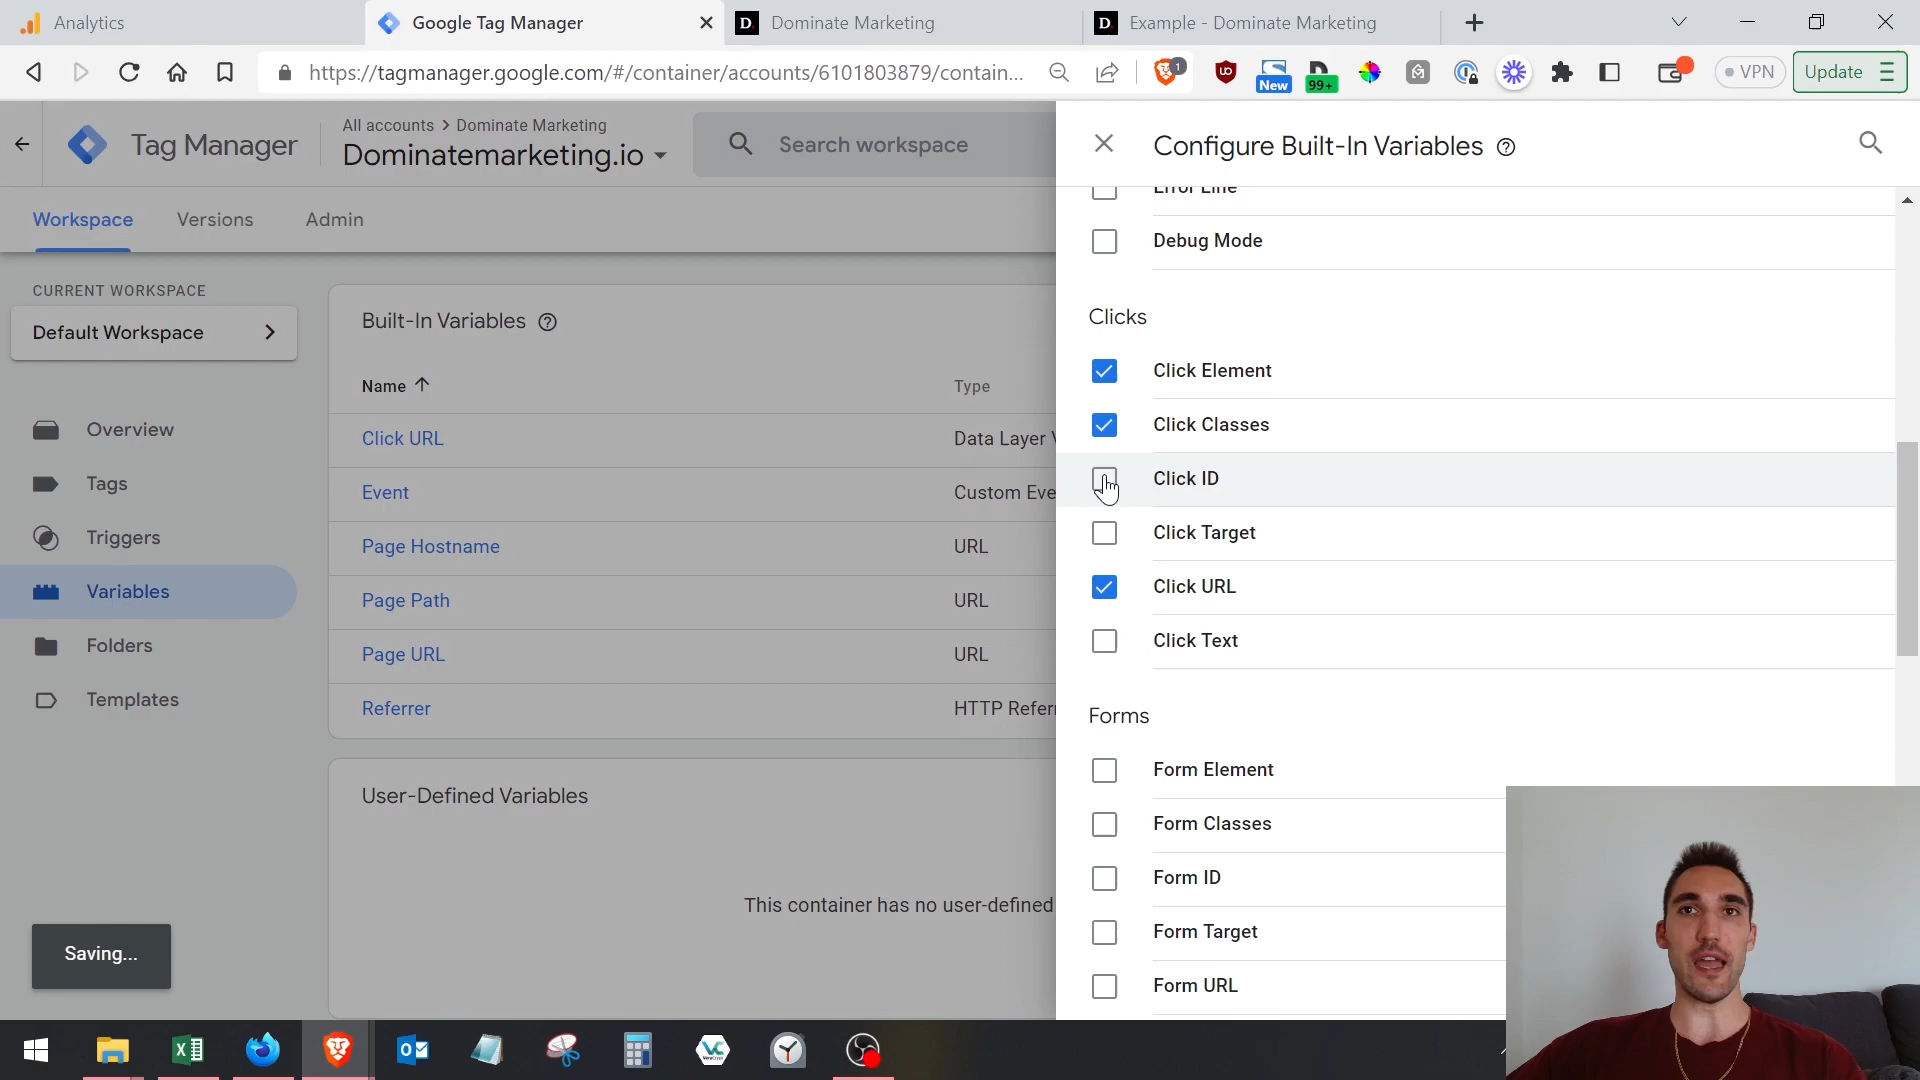 Analytics
Google Tag Manager
D.
Dominate Marketing
D.
Example - Dominate Marketing
https://tagmanager.google.com/#/container/accounts/6101803879/contain...
1
New
99+
VPN
Update
Tag Manager
All accounts > Dominate Marketing
Dominatemarketing.io
Search workspace
Workspace
Versions
Admin
CURRENT WORKSPACE
Default Workspace
Overview
Tags
Triggers
Variables
Folders
Templates
Saving...
Built-In Variables
Name
Type
Click URL
Data Layer
Event
Custom Eve
Page Hostname
URL
Page Path
URL
Page URL
URL
Referrer
HTTP Refer
User-Defined Variables
This container has no user-defined
Configure Built-In Variables
Error Line
Debug Mode
Clicks
Click Element
Click Classes
Click ID
Click Target
Click URL
Click Text
Forms
Form Element
Form Classes
Form ID
Form Target
Form URL